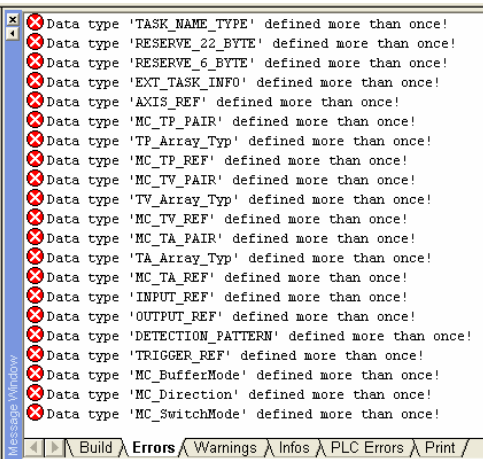 Data type 'TASK_NAME_TYPE' defined more than once!
Data type 'RESERVE_22_BYTE' defined more than once!
Data type 'RESERVE_6_BYTE' defined more than once!
Data type 'EXT_TASK_INFO' defined more than once!
Data type 'AXIS_REF' defined more than once!
Data type 'MC_TP_PAIR' defined more than once!
Data type 'TP_Array_Typ' defined more than once!
Data type 'MC_TP_REF' defined more than once!
Data type 'MC_TV_PAIR' defined more than once!
Data type 'TV_Array_Typ' defined more than once!
Data type 'MC_TV_REF' defined more than once!
Data type 'MC_TA_PAIR' defined more than once!
Data type 'TA_Array_Typ' defined more than once!
Data type 'MC_TA_REF' defined more than once!
Data type 'INPUT_REF' defined more than once!
Data type 'OUTPUT_REF' defined more than once!
Data type 'DETECTION_PATTERN' defined more than once!
Data type 'TRIGGER_REF' defined more than once!
Data type 'MC_BufferMode' defined more than once!
Data type 'MC_Direction' defined more than once!
Data type 'MC_SwitchMode' defined more than once!
Message Window
Build Errors Warnings Infos PLC Errors Print